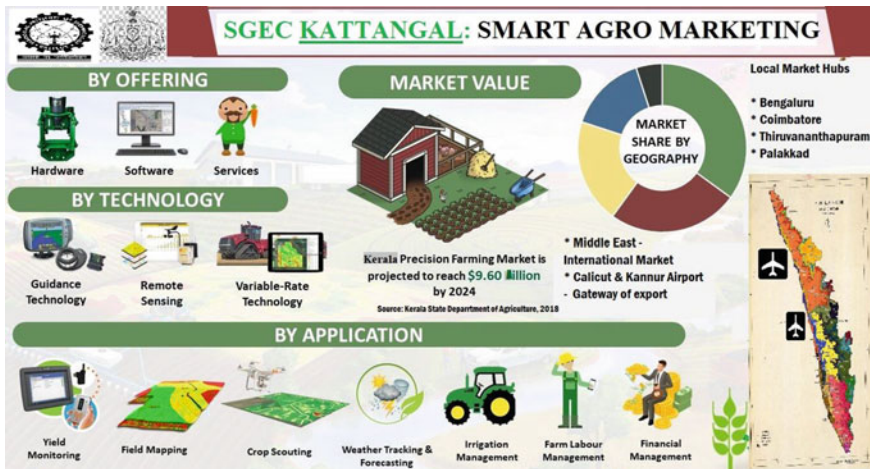 SGEC KATTANGAL: SMART AGRO MARKETING
BY OFFERING
Hardware
Software
Services
BY TECHNOLOGY
Guidance
Technology
Remote
Sensing
Variable-Rate
Technology
MARKET VALUE
Kerala Precision Farming Market is
projected to reach $9.60
by 2024
Source: Kerala State Department of Agriculture, 2018
MARKET
SHARE BY
GEOGRAPHY
* Middle East -
International Market
* Calicut & Kannur Airport
- Gateway of export
Local Market Hubs
* Bengaluru
* Coimbatore
* Thiruvananthapuram
* Palakkad
BY APPLICATION
Yield
Monitoring
Field Mapping
Crop Scouting
Weather Tracking &
Forecasting
Irrigation
Management
Farm Labour
Management
Financial
Management